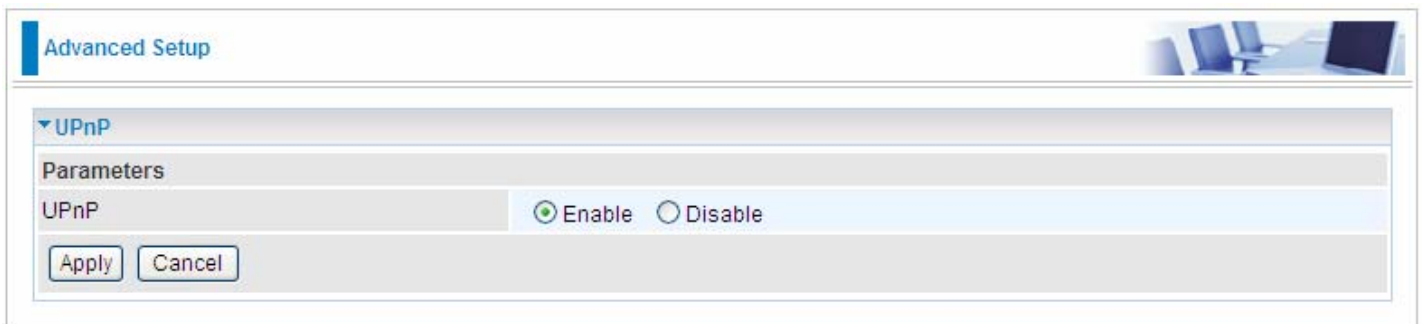 Advanced Setup
UPnP
Parameters
UPnP Enable Disable
Apply Cancel